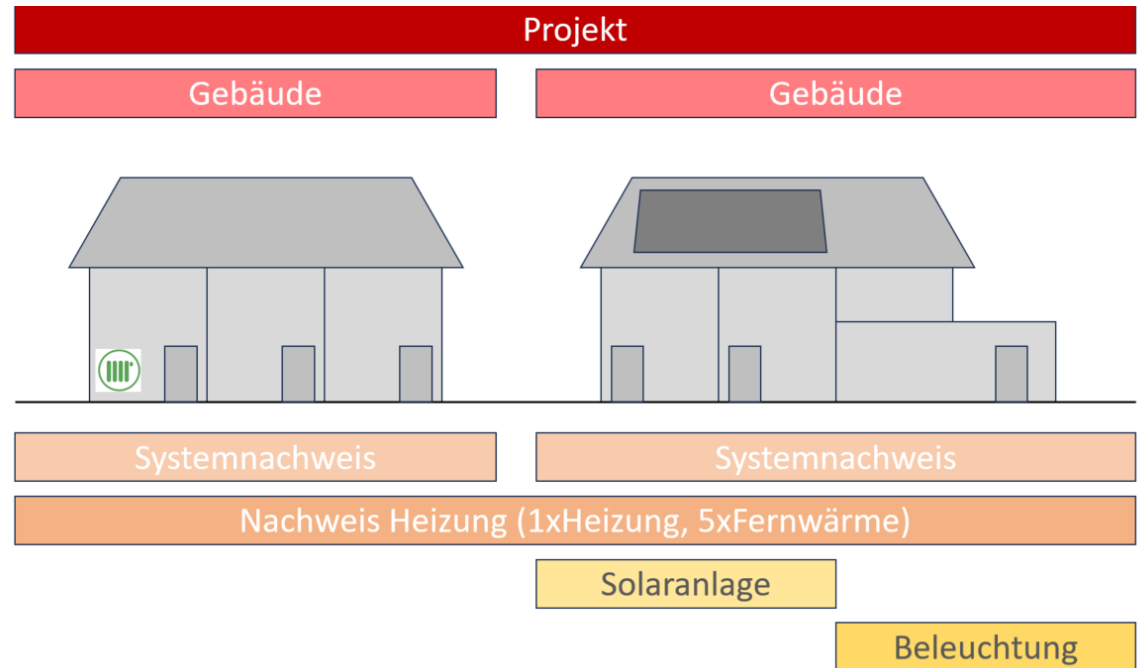 Projekt
Gebäude
Gebäude
Systemnachweis
Systemnachweis
Nachweis Heizung (1xHeizung, 5xFernwärme)
Solaranlage
Beleuchtung